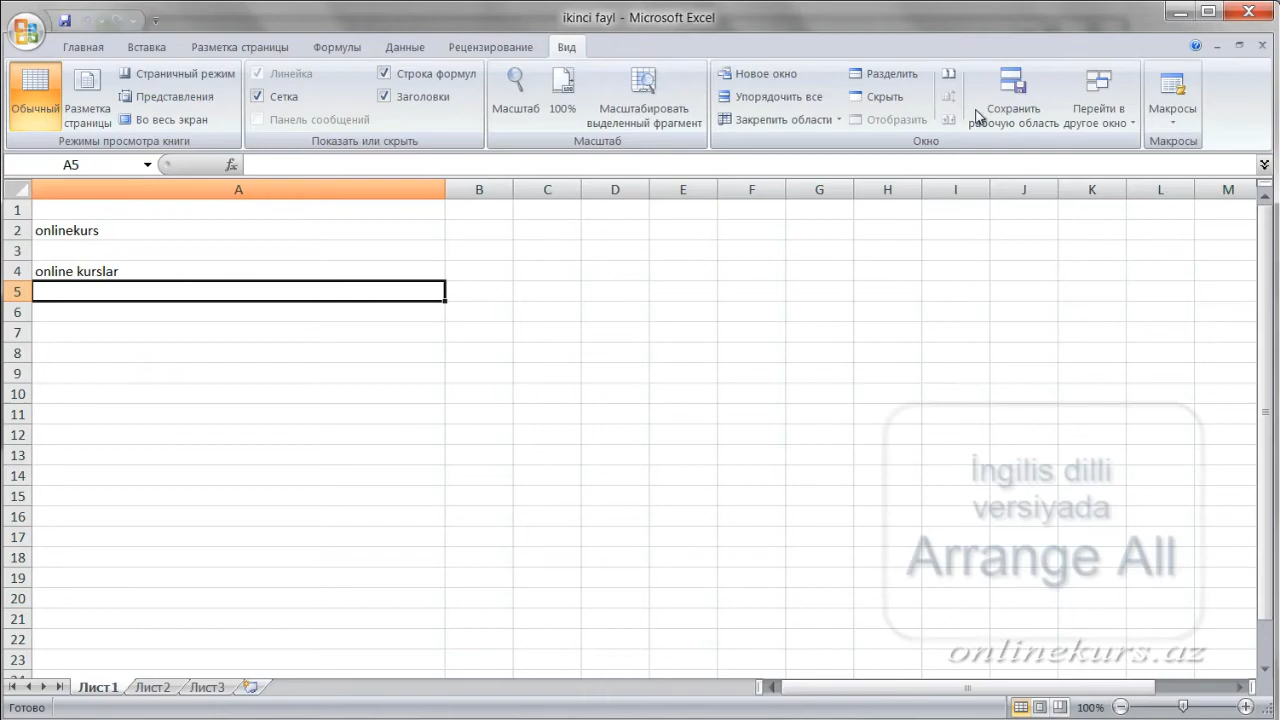 ikinci fayl - Microsoft Excel
Главная Вставка Разметка страницы Формулы Данные Рецензирование Вид
Обычный
Разметка
страницы
Страничный режим
Представления
Во весь экран
Режимы просмотра книги
Линейка
Сетка
Панель сообщений
Строка формул
Заголовки
Показать или скрыть
Масштаб
100%
Масштабировать
выделенный фрагмент
Масштаб
Новое окно
Упорядочить все
Закрепить области
Разделить
Скрыть
Отобразить
Сохранить
рабочую область
Перейти в
другое окно
Окно
Макросы
Макросы
A5
fx
A B C D E F G H I J K L M
1
2 onlinekurs
3
4 online kurslar
5
6
7
8
9
10
11
12
13
14
15
16
17
18
19
20
21
22
23
İngilis dilli
versiyada
Arrange All
onlinekurs.az
Лист1 Лист2 Лист3
Готово
100%